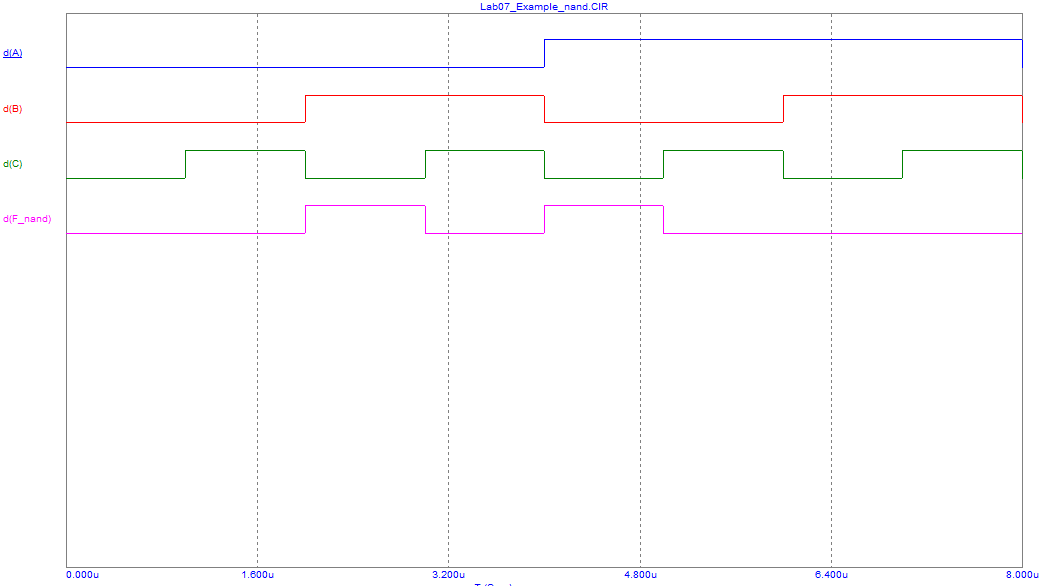 Lab07_Example_nand.CIR
d(A)
d(B)
d(C)
d(F_nand)
0.000u 1.600u 3.200u 4.800u 6.400u 8.000u